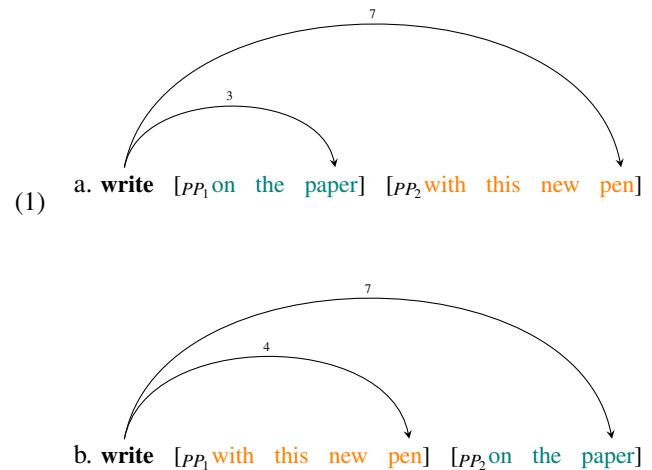 7
3
(1) a. write [PP1 on the paper] [PP2 with this new pen]
7
4
b. write [PP1 with this new pen] [PP2 on the paper]